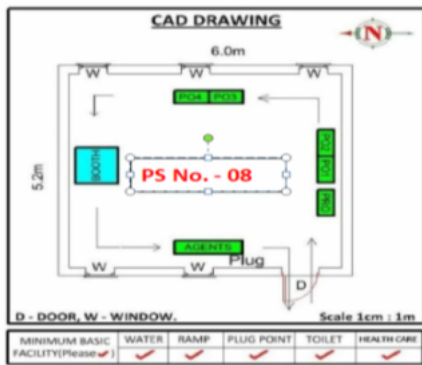 CAD DRAWING
N
6.0m
W W W
PO4 PO3
5.2m
BOOTH
PS No. - 08
PO2
PO1
PRO
AGENTS
Plug
W W
D
D - DOOR, W - WINDOW. Scale 1cm : 1m
MINIMUM BASIC FACILITY(Please ✔) WATER RAMP PLUG POINT TOILET HEALTH CARE
✔ ✔ ✔ ✔ ✔